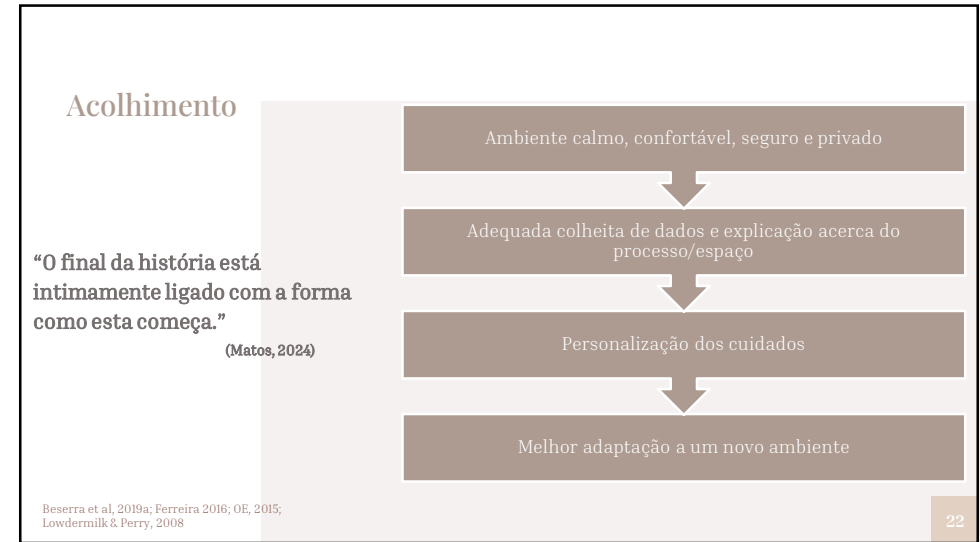 Acolhimento
“O final da história está
intimamente ligado com a forma
como esta começa.”
(Matos, 2024)
Ambiente calmo, confortável, seguro e privado
Adequada colheita de dados e explicação acerca do
processo/espaço
Personalização dos cuidados
Melhor adaptação a um novo ambiente
Beserra et al, 2019a; Ferreira 2016; OE, 2015;
Lowdermilk & Perry, 2008
22